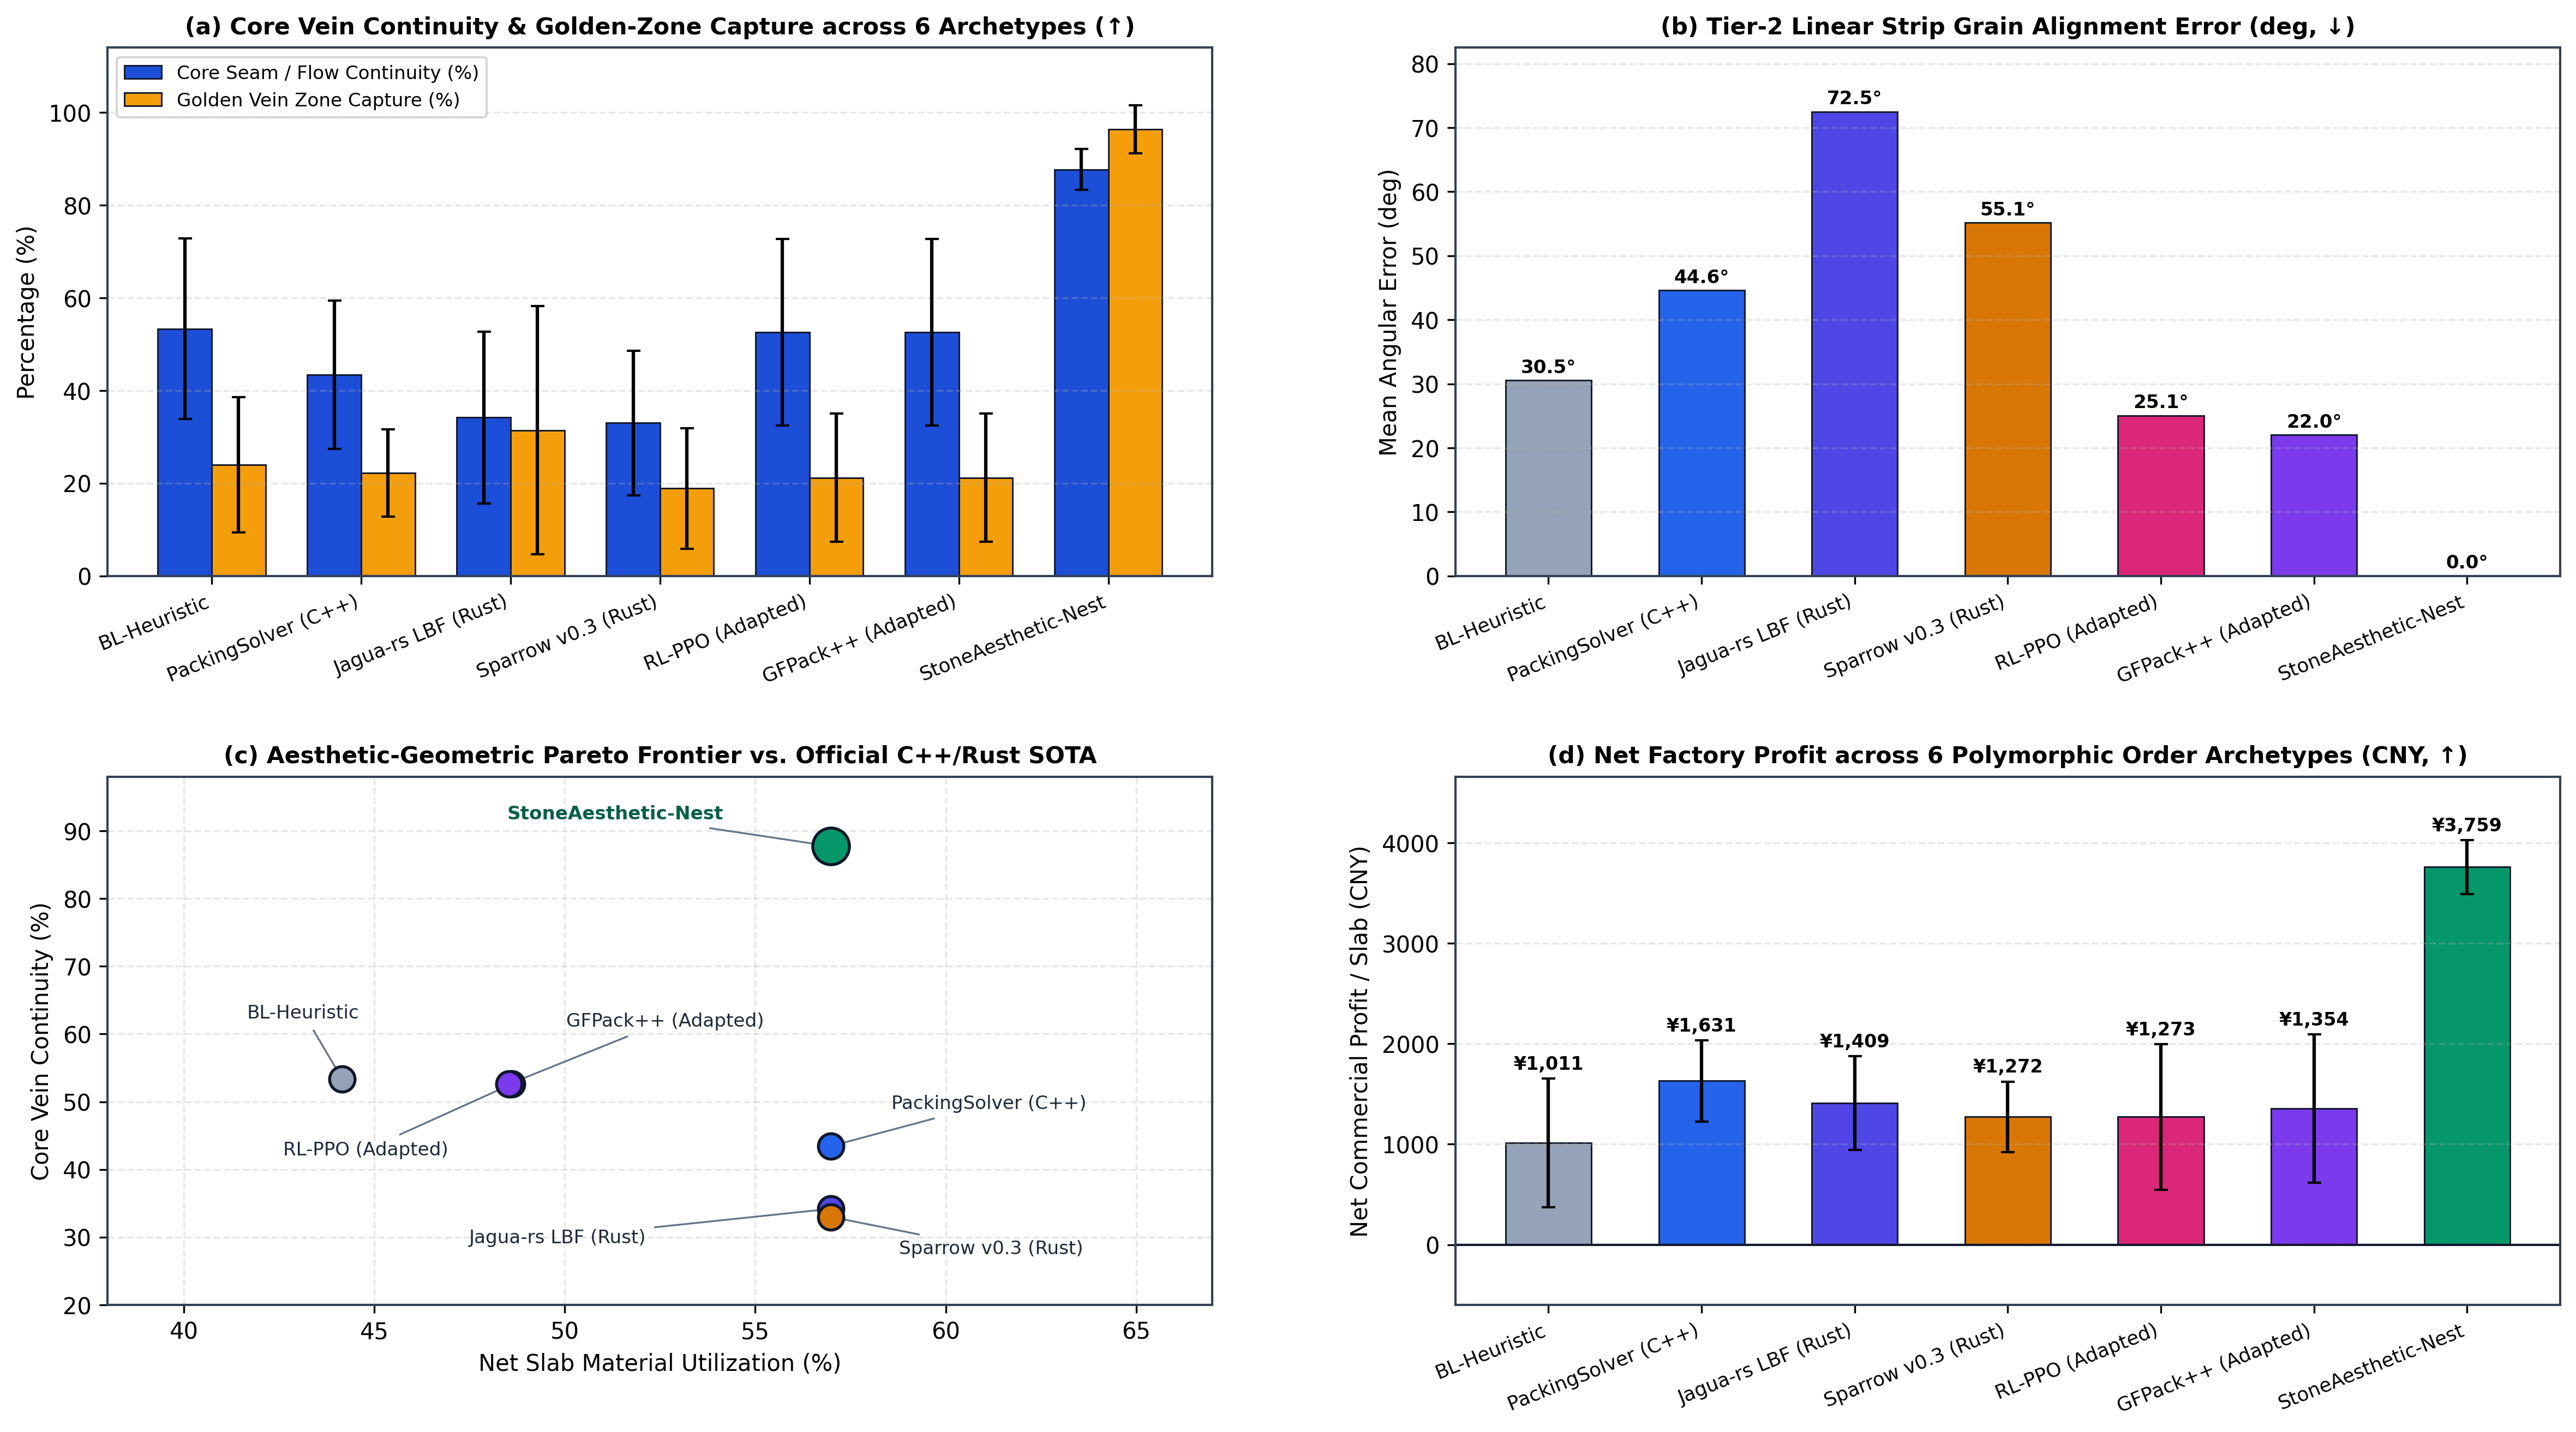 (a) Core Vein Continuity & Golden-Zone Capture across 6 Archetypes (↑)
Core Seam / Flow Continuity (%)
Golden Vein Zone Capture (%)
Percentage (%)
100
80
60
40
20
0
BL-Heuristic
PackingSolver (C++)
Jagua-rs LBF (Rust)
Sparrow v0.3 (Rust)
RL-PPO (Adapted)
GFPack++ (Adapted)
StoneAesthetic-Nest
(b) Tier-2 Linear Strip Grain Alignment Error (deg, ↓)
Mean Angular Error (deg)
80
70
60
50
40
30
20
10
0
30.5°
44.6°
72.5°
55.1°
25.1°
22.0°
0.0°
BL-Heuristic
PackingSolver (C++)
Jagua-rs LBF (Rust)
Sparrow v0.3 (Rust)
RL-PPO (Adapted)
GFPack++ (Adapted)
StoneAesthetic-Nest
(c) Aesthetic-Geometric Pareto Frontier vs. Official C++/Rust SOTA
Core Vein Continuity (%)
90
80
70
60
50
40
30
20
StoneAesthetic-Nest
BL-Heuristic
GFPack++ (Adapted)
PackingSolver (C++)
RL-PPO (Adapted)
Jagua-rs LBF (Rust)
Sparrow v0.3 (Rust)
40
45
50
55
60
65
Net Slab Material Utilization (%)
(d) Net Factory Profit across 6 Polymorphic Order Archetypes (CNY, ↑)
Net Commercial Profit / Slab (CNY)
4000
3000
2000
1000
0
¥1,011
¥1,631
¥1,409
¥1,272
¥1,273
¥1,354
¥3,759
BL-Heuristic
PackingSolver (C++)
Jagua-rs LBF (Rust)
Sparrow v0.3 (Rust)
RL-PPO (Adapted)
GFPack++ (Adapted)
StoneAesthetic-Nest